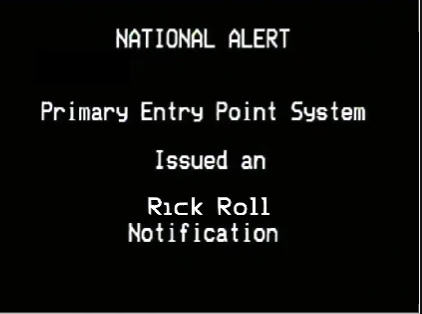 NATIONAL ALERT
Primary Entry Point System
Issued an
Rick Roll
Notification